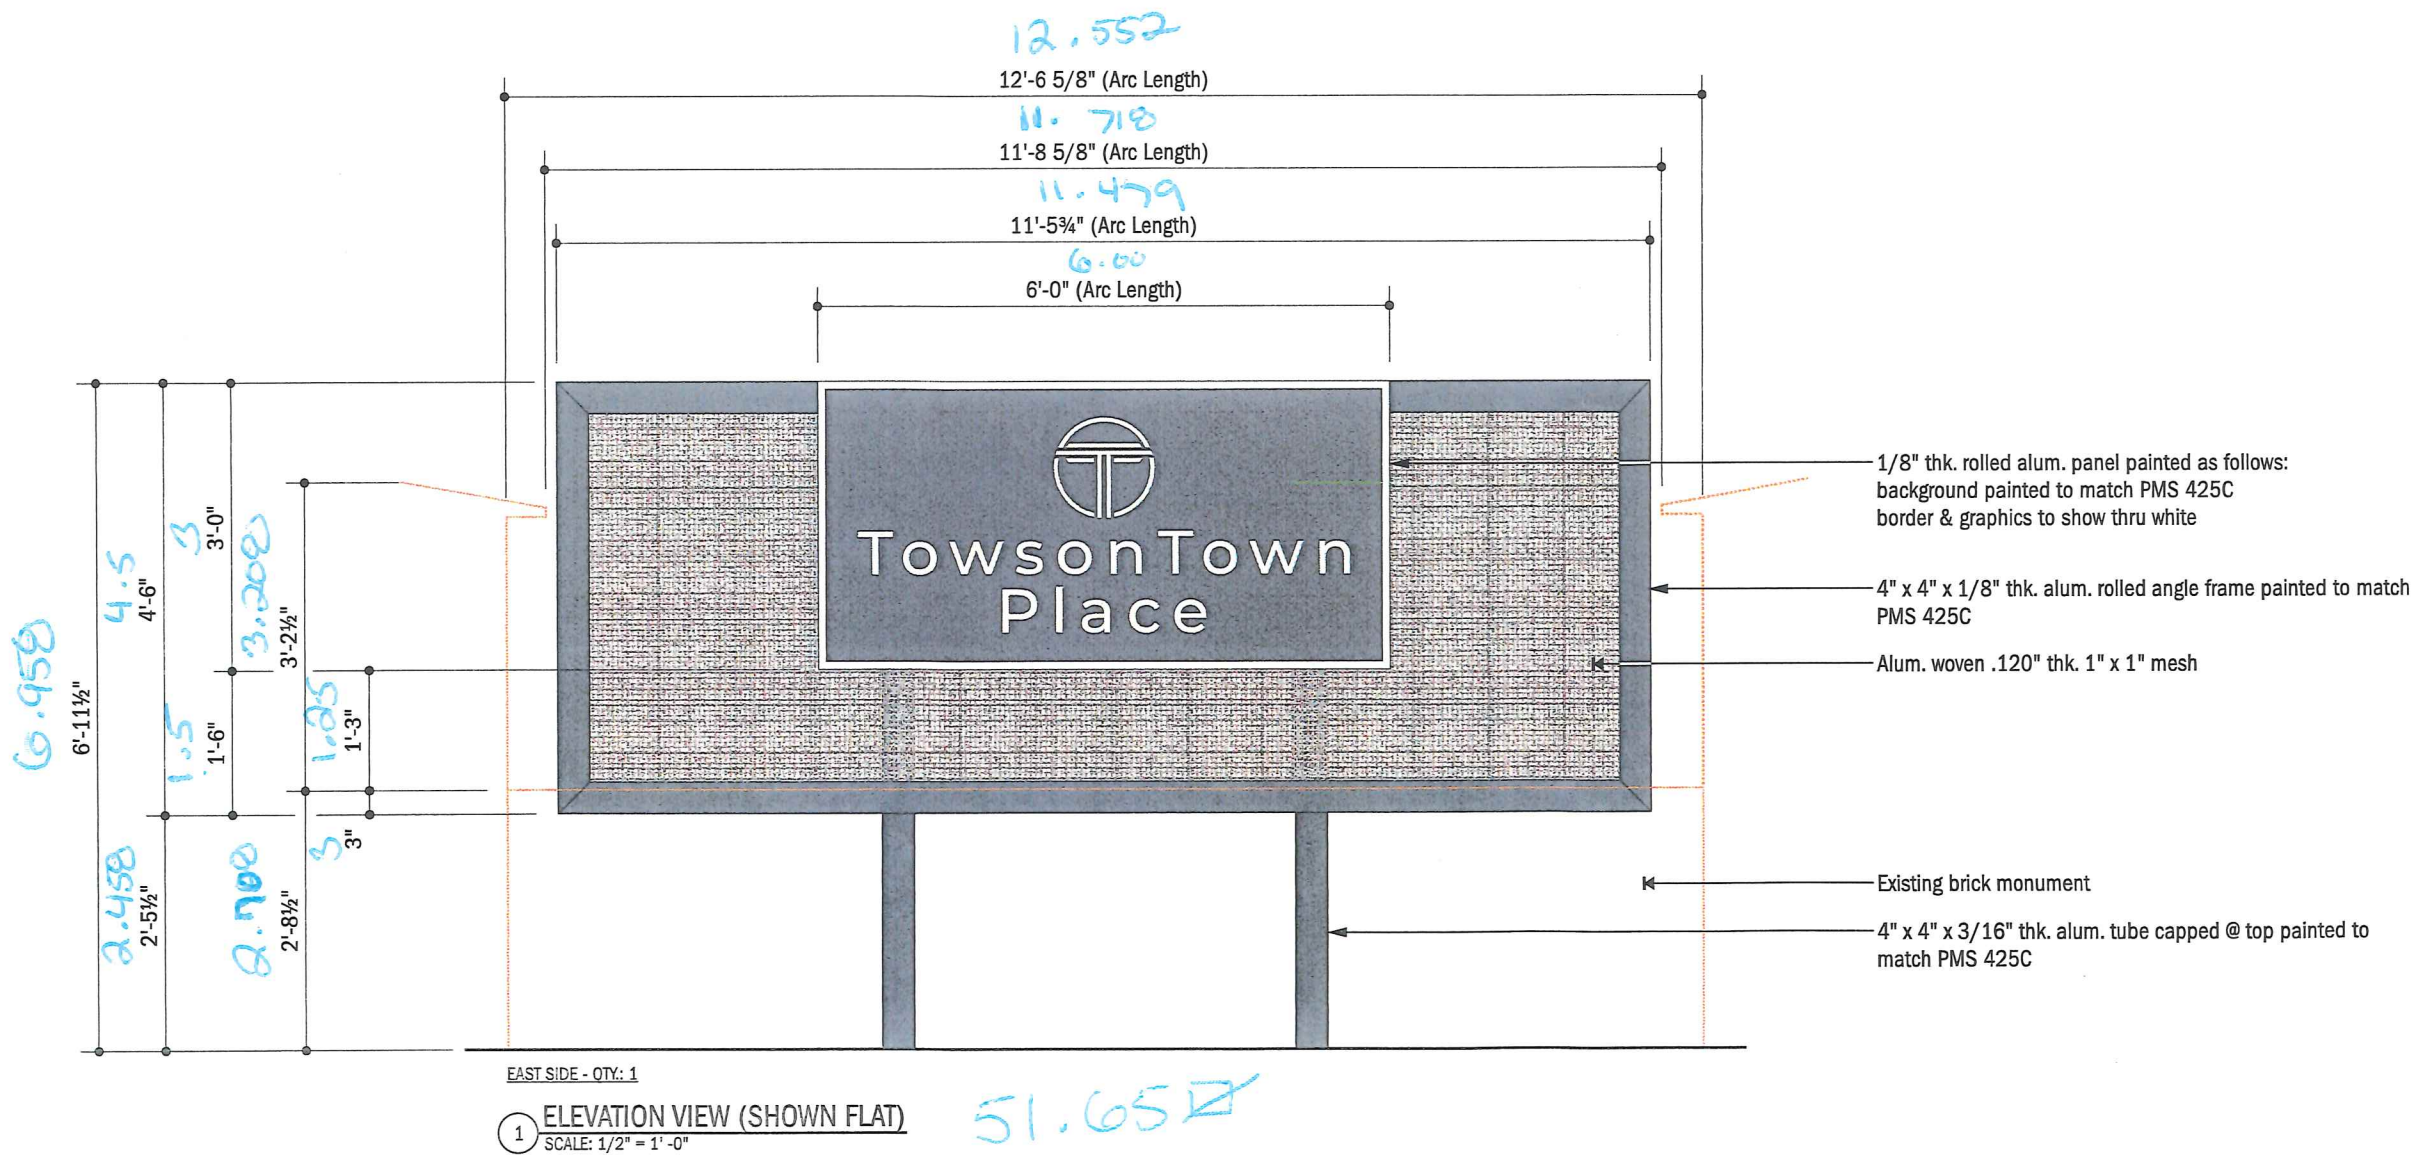 12.552
12'-6 5/8" (Arc Length)
11.718
11'-8 5/8" (Arc Length)
11.479
11'-5¾" (Arc Length)
6.00
6'-0" (Arc Length)
6.958
6'-11½"
4.5
4'-6"
3
3'-0"
3.208
3'-2½"
1.5
1'-6"
1.25
1'-3"
3
3"
2.458
2'-5½"
2.708
2'-8½"
TowsonTown
Place
1/8" thk. rolled alum. panel painted as follows:
background painted to match PMS 425C
border & graphics to show thru white
4" x 4" x 1/8" thk. alum. rolled angle frame painted to match
PMS 425C
Alum. woven .120" thk. 1" x 1" mesh
Existing brick monument
4" x 4" x 3/16" thk. alum. tube capped @ top painted to
match PMS 425C
EAST SIDE - QTY.: 1
1 ELEVATION VIEW (SHOWN FLAT)
SCALE: 1/2" = 1' -0"
51.65